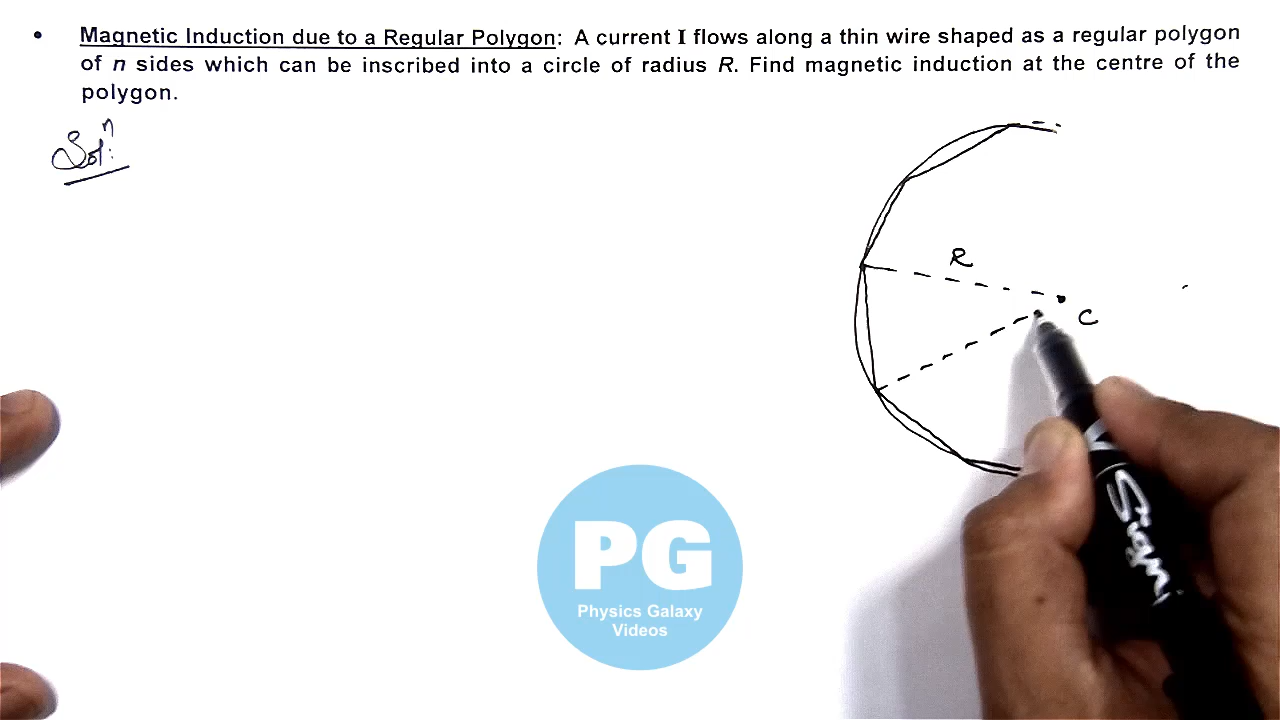 • Magnetic Induction due to a Regular Polygon: A current I flows along a thin wire shaped as a regular polygon
of n sides which can be inscribed into a circle of radius R. Find magnetic induction at the centre of the
polygon.
Solⁿ:
R
C
PG
Physics Galaxy
Videos
Sigm